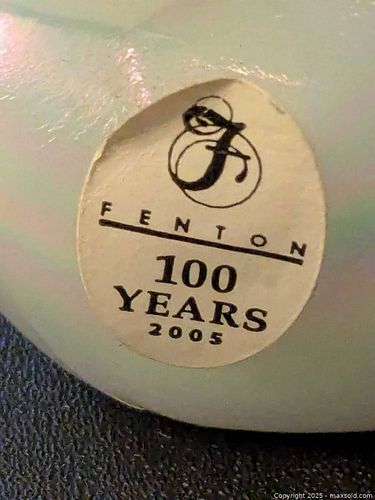 F
FENTON
100
YEARS
2005
Copyright 2025 - maxsold.com